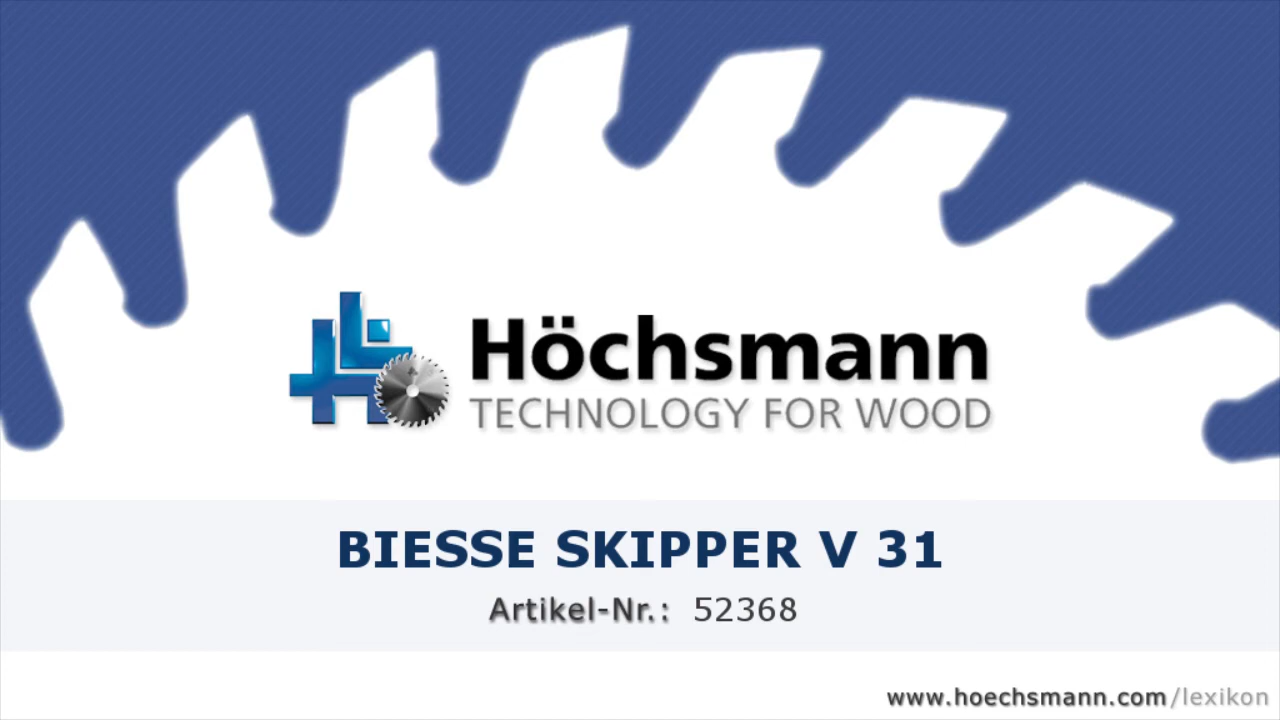 Höchsmann
TECHNOLOGY FOR WOOD
BIESSE SKIPPER V 31
Artikel-Nr.: 52368
www.hoechsmann.com/lexikon